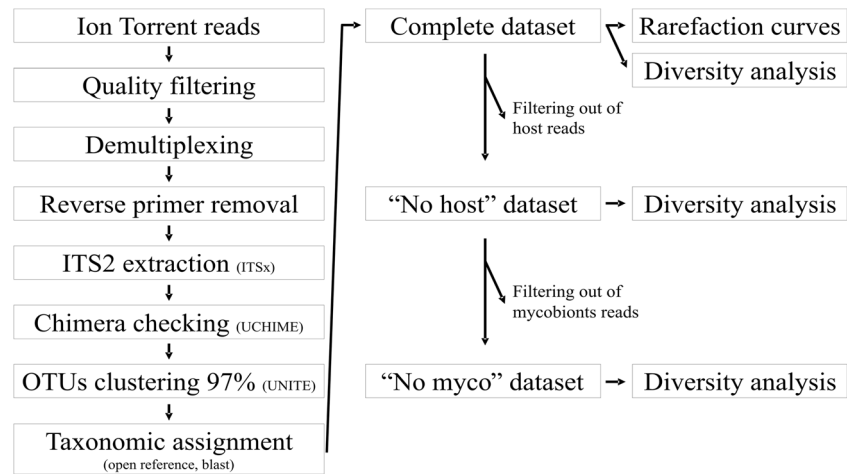 Ion Torrent reads
Quality filtering
Demultiplexing
Reverse primer removal
ITS2 extraction (ITSx)
Chimera checking (UCHIME)
OTUs clustering 97% (UNITE)
Taxonomic assignment
(open reference, blast)
Complete dataset
Rarefaction curves
Diversity analysis
Filtering out of
host reads
“No host” dataset
Diversity analysis
Filtering out of
mycobionts reads
“No myco” dataset
Diversity analysis